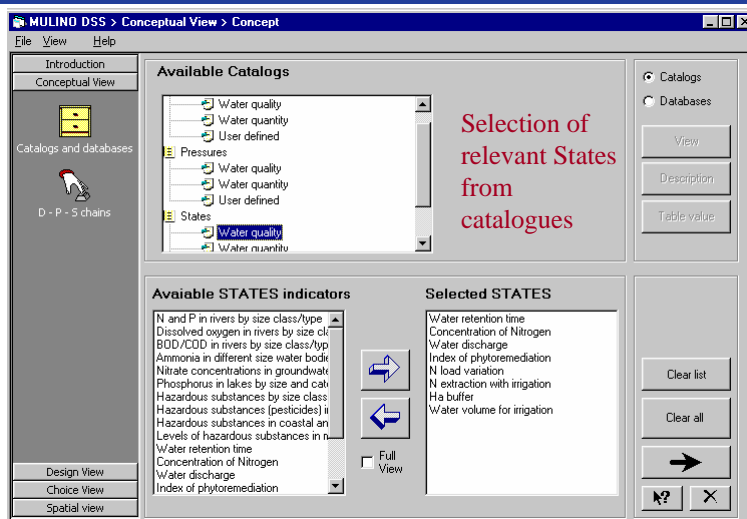 MULINO DSS > Conceptual View > Concept
File View Help
Introduction
Conceptual View
Catalogs and databases
D - P - S chains
Design View
Choice View
Spatial view
Available Catalogs
Water quality
Water quantity
User defined
Pressures
Water quality
Water quantity
User defined
States
Water quality
Water quantity
Selection of
relevant States
from
catalogues
Catalogs
Databases
View
Description
Table value
Avaiable STATES indicators
N and P in rivers by size class/type
Dissolved oxygen in rivers by size cl
BOD/COD in rivers by size class/typ
Ammonia in different size water bodi
Nitrate concentrations in groundwat
Phosphorus in lakes by size and cat
Hazardous substances by size class
Hazardous substances (pesticides) i
Hazardous substances in coastal an
Levels of hazardous substances in
Water retention time
Concentration of Nitrogen
Water discharge
Index of phytoremediation
Full
View
Selected STATES
Water retention time
Concentration of Nitrogen
Water discharge
Index of phytoremediation
N load variation
N extraction with irrigation
Ha buffer
Water volume for irrigation
Clear list
Clear all